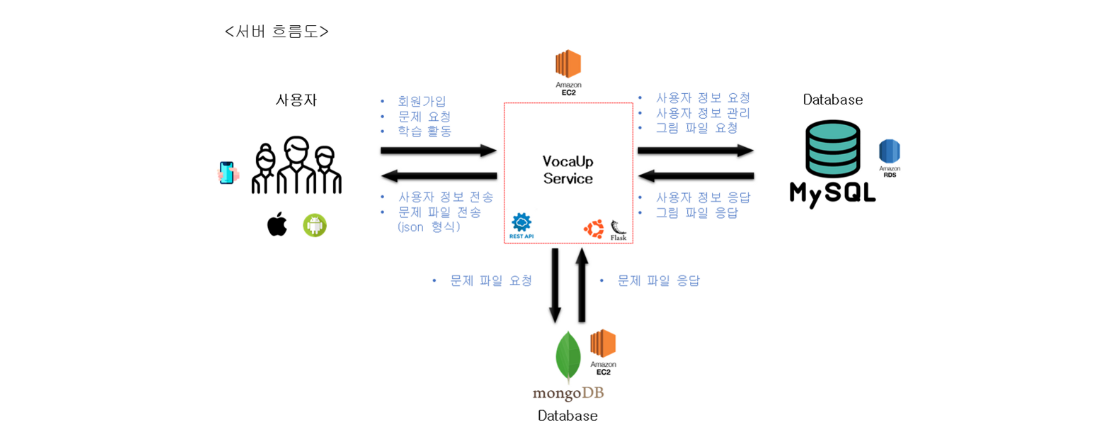 <서버 흐름도>
Amazon
EC2
사용자
• 회원가입
• 문제 요청
• 학습 활동
• 사용자 정보 요청
• 사용자 정보 관리
• 그림 파일 요청
Database
VocaUp
Service
MySQL
Amazon
RDS
• 사용자 정보 전송
• 문제 파일 전송
(json 형식)
• 사용자 정보 응답
• 그림 파일 응답
REST API
Flask
• 문제 파일 요청
• 문제 파일 응답
Amazon
EC2
mongoDB
Database